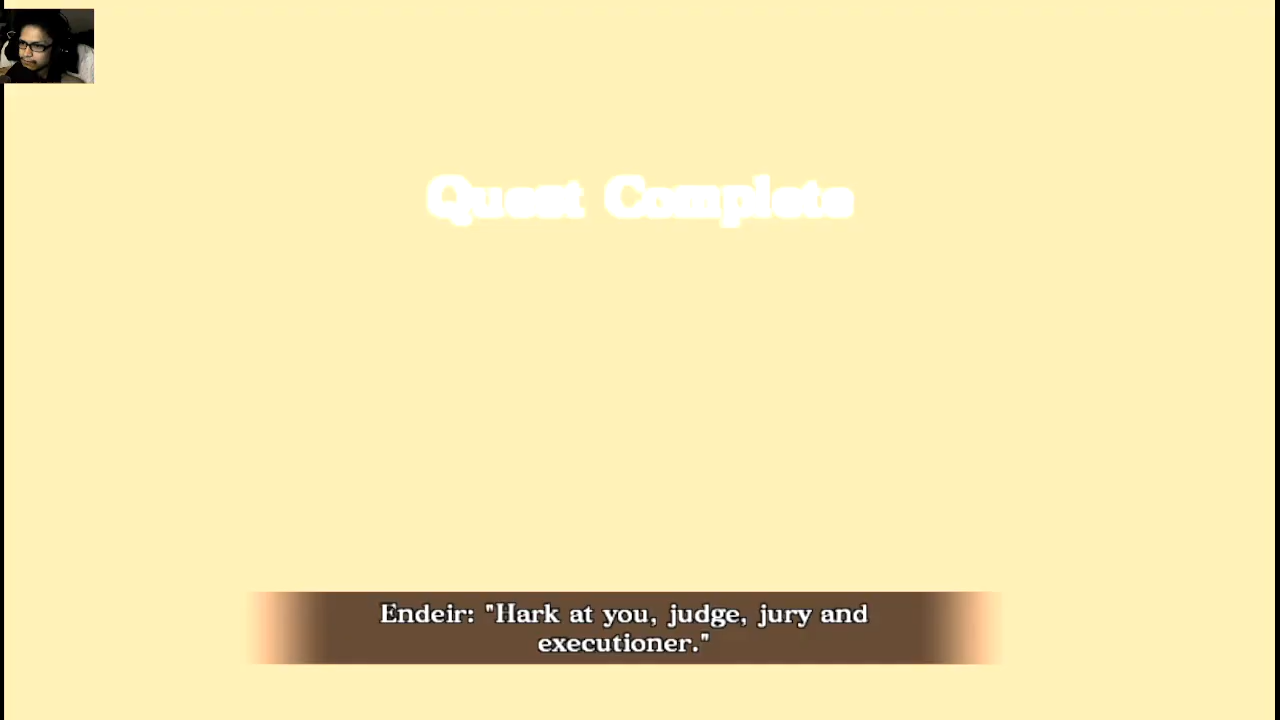 Quest Complete
Endeir: "Hark at you, judge, jury and
executioner."